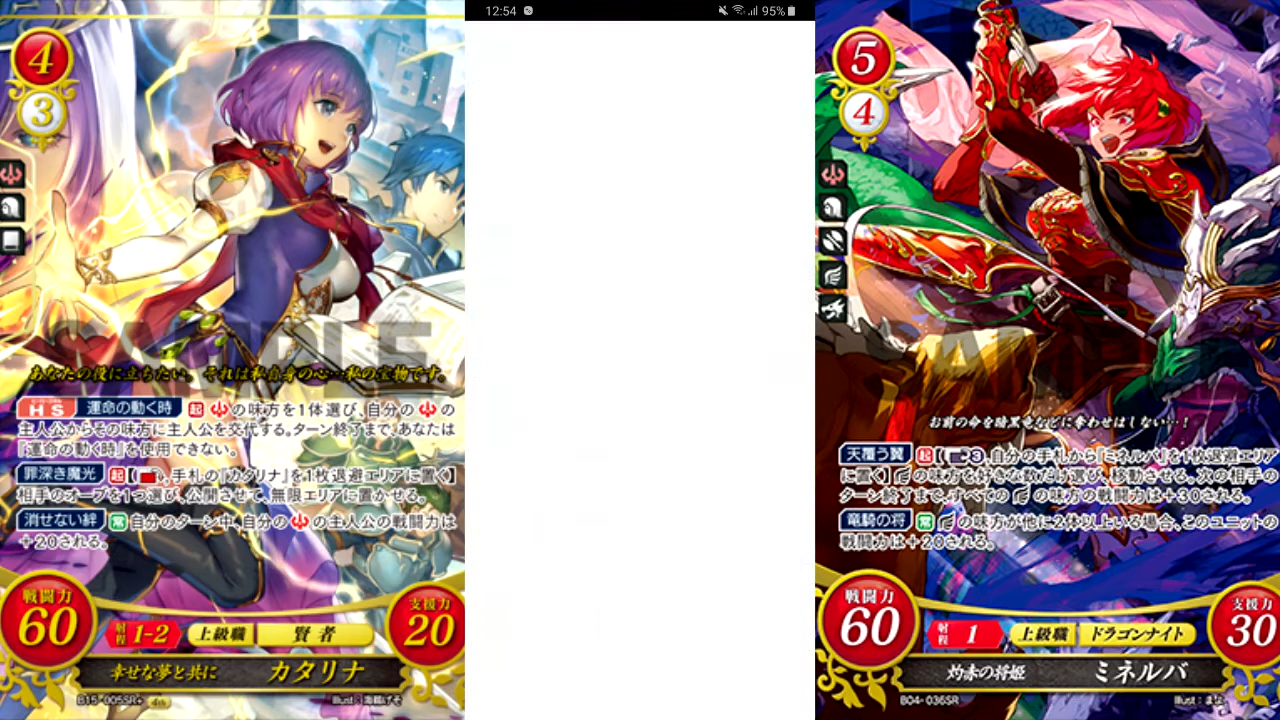 4
3
SAMPLE
あなたの役に立ちたい。それは私自身の心…私の宝物です。
HS 運命の動く時 起 の味方を1体選び、自分の の
主人公からその味方に主人公を交代する。ターン終了まで、あなたは
『運命の動く時』を使用できない。
罪深き魔光 起【( 、手札の『カタリナ』を1枚退避エリアに置く】
相手のオーブを1つ選び、公開させて、無限エリアに置かせる。
消せない絆 常 自分のターン中、自分の の主人公の戦闘力は
+20される。
戦闘力
60
射程 1-2
上級職 賢者
支援力
20
幸せな夢と共に カタリナ
B15-005SR+ 4th
Illust:海鵜げそ
12:54
95%
5
4
SAMPLE
お前の命を暗黒竜などに奪わせはしない…!
天覆う翼 起【( 3、自分の手札から『ミネルバ』を1枚退避エリア
に置く】 の味方を好きな数だけ選び、移動させる。次の相手の
ターン終了まで、すべての の味方の戦闘力は+30される。
竜騎の将 常 の味方が他に2体以上いる場合、このユニットの
戦闘力は+20される。
戦闘力
60
射程 1
上級職 ドラゴンナイト
支援力
30
灼赤の将姫 ミネルバ
B04-036SR
Illust:まな